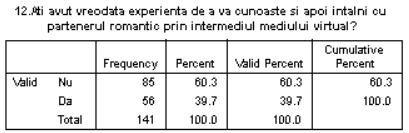 12.Ati avut vreodata experienta de a va cunoaste si apoi intalni cu
partenerul romantic prin intermediul mediului virtual?
Frequency Percent Valid Percent Cumulative Percent
Valid Nu 85 60.3 60.3 60.3
Da 56 39.7 39.7 100.0
Total 141 100.0 100.0